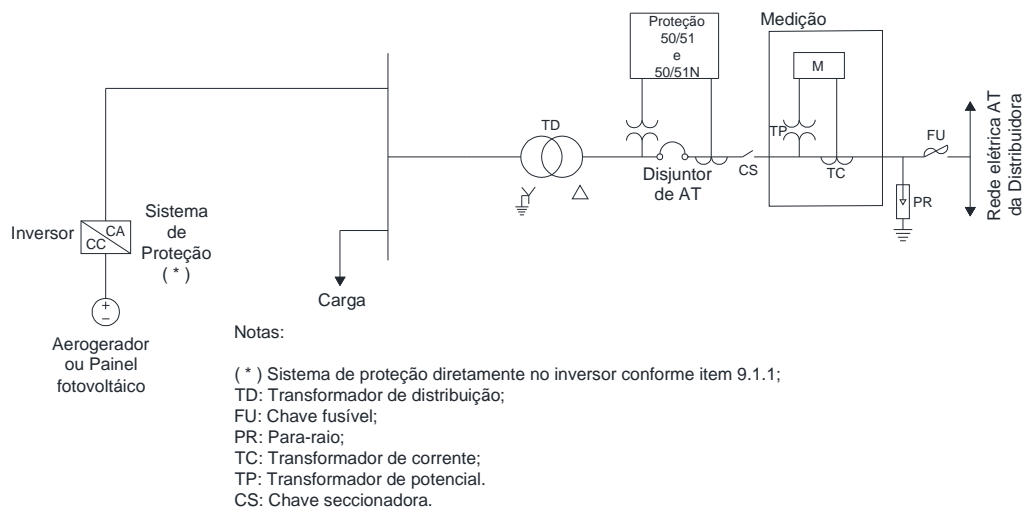 Proteção
50/51
e
50/51N
Medição
M
TD
TP
TC
CS
FU
PR
Disjuntor
de AT
Rede elétrica AT
da Distribuidora
Inversor
CA
CC
Sistema
de
Proteção
( * )
+
–
Aerogerador
ou Painel
fotovoltáico
Carga
Notas:
( * ) Sistema de proteção diretamente no inversor conforme item 9.1.1;
TD: Transformador de distribuição;
FU: Chave fusível;
PR: Para-raio;
TC: Transformador de corrente;
TP: Transformador de potencial.
CS: Chave seccionadora.